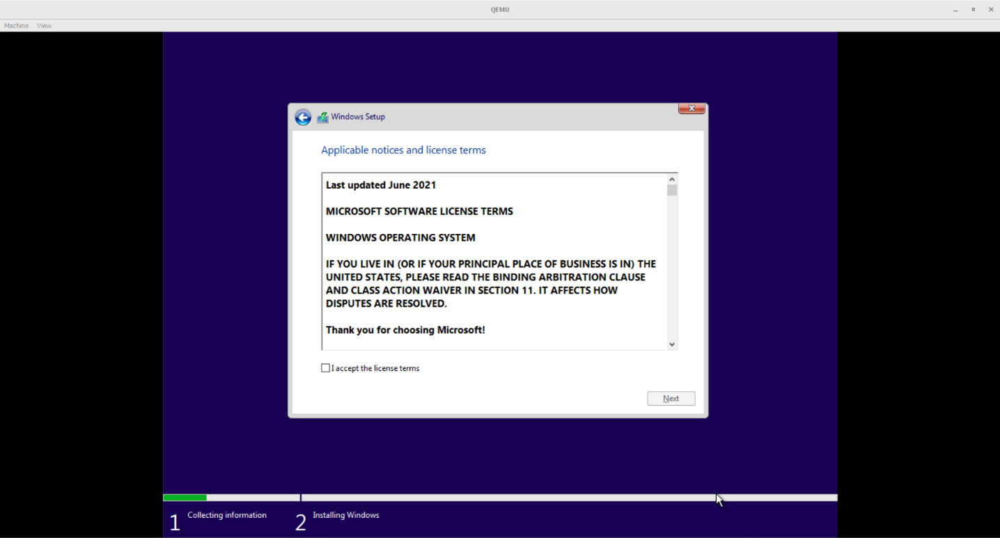 QEMU
Machine View
Windows Setup
Applicable notices and license terms
Last updated June 2021
MICROSOFT SOFTWARE LICENSE TERMS
WINDOWS OPERATING SYSTEM
IF YOU LIVE IN (OR IF YOUR PRINCIPAL PLACE OF BUSINESS IS IN) THE
UNITED STATES, PLEASE READ THE BINDING ARBITRATION CLAUSE
AND CLASS ACTION WAIVER IN SECTION 11. IT AFFECTS HOW
DISPUTES ARE RESOLVED.
Thank you for choosing Microsoft!
I accept the license terms
Next
1 Collecting information 2 Installing Windows